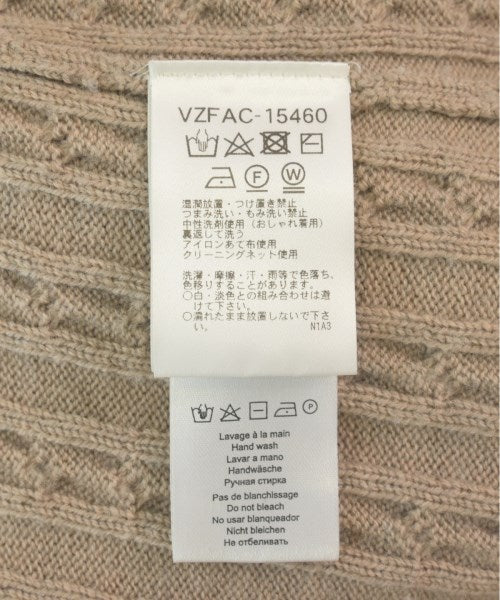 VZFAC-15460
F
W
湿潤放置・つけ置き禁止
つまみ洗い・もみ洗い禁止
中性洗剤使用(おしゃれ着用)
裏返して洗う
アイロンあて布使用
クリーニングネット使用
洗濯・摩擦・汗・雨等で色落ち、
色移りすることがあります。
○白・淡色との組み合わせは避
けて下さい。
○濡れたまま放置しないで下さ
い。
N1A3
P
Lavage à la main
Hand wash
Lavar a mano
Handwäsche
Ручная стирка
Pas de blanchissage
Do not bleach
No usar blanqueador
Nicht bleichen
Не отбеливать